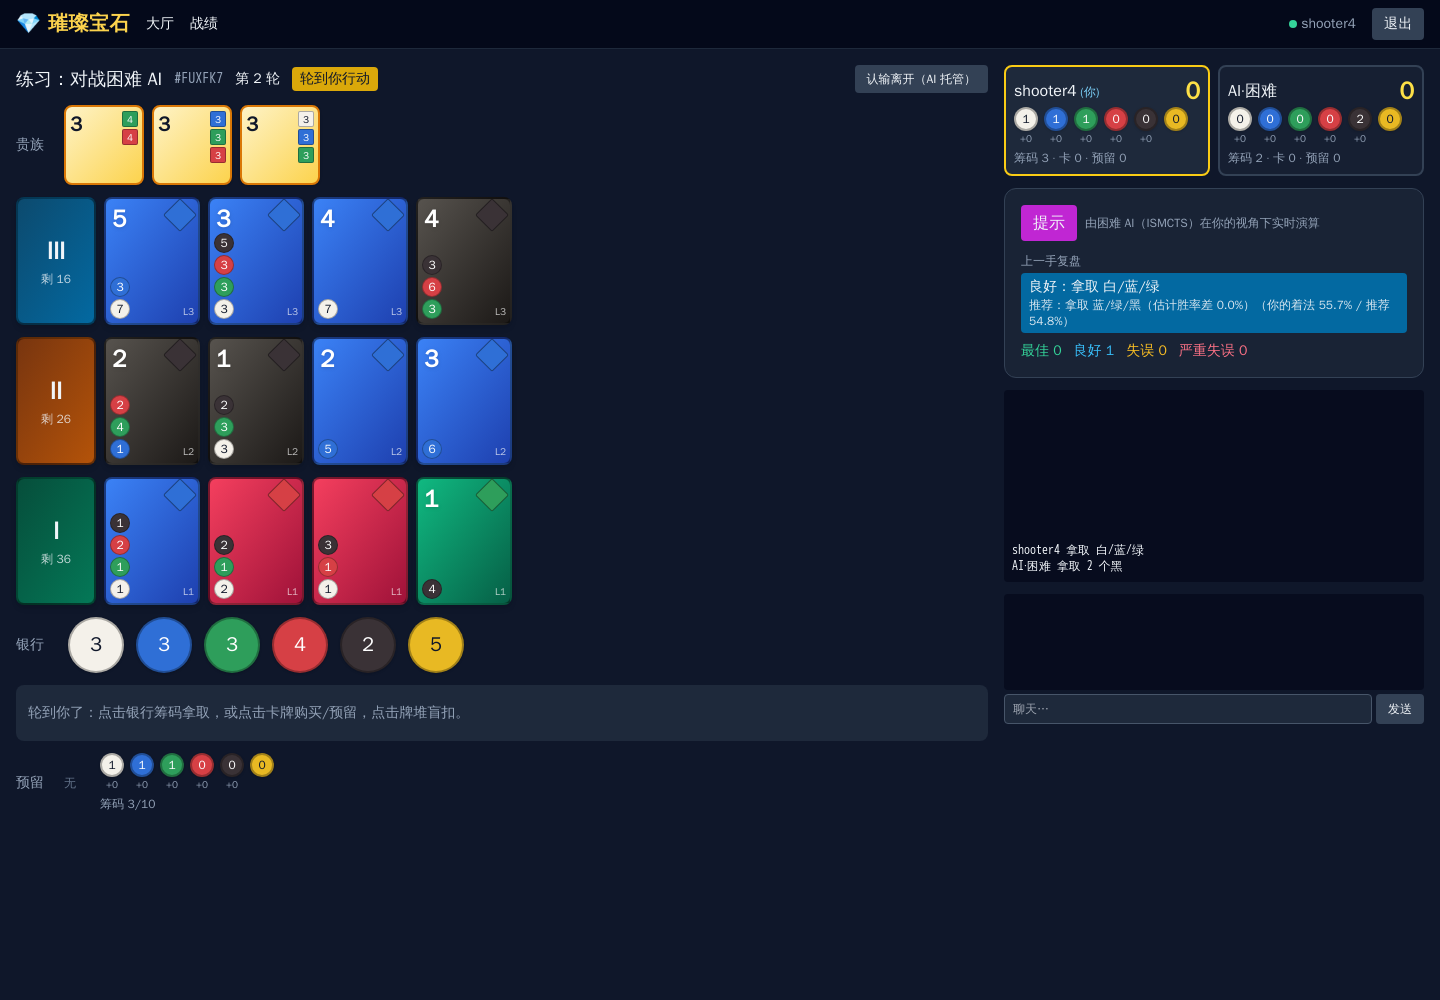 💎 璀璨宝石 大厅 战绩 shooter4 退出
练习：对战困难 AI #FUXFK7 第 2 轮 轮到你行动 认输离开（AI 托管）
贵族 3 4 4 3 3 3 3 3 3 3 3
III 剩 16
5 3 7 L3
3 5 3 3 3 L3
4 7 L3
4 3 6 3 L3
II 剩 26
2 2 4 1 L2
1 2 3 3 L2
2 5 L2
3 6 L2
I 剩 36
1 2 1 1 L1
2 1 2 L1
3 1 1 L1
1 4 L1
银行 3 3 3 4 2 5
轮到你了：点击银行筹码拿取，或点击卡牌购买/预留，点击牌堆盲扣。
预留 无 1 1 1 0 0 0
+0 +0 +0 +0 +0
筹码 3/10
shooter4 (你) 0
1 1 1 0 0 0
+0 +0 +0 +0 +0
筹码 3 · 卡 0 · 预留 0
AI·困难 0
0 0 0 0 2 0
+0 +0 +0 +0 +0
筹码 2 · 卡 0 · 预留 0
提示 由困难 AI（ISMCTS）在你的视角下实时演算
上一手复盘
良好：拿取 白/蓝/绿
推荐：拿取 蓝/绿/黑（估计胜率差 0.0%）（你的着法 55.7% / 推荐
54.8%）
最佳 0 良好 1 失误 0 严重失误 0
shooter4 拿取 白/蓝/绿
AI·困难 拿取 2 个黑
聊天… 发送